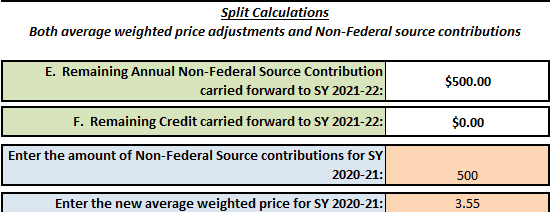 Split Calculations
Both average weighted price adjustments and Non-Federal source contributions
E. Remaining Annual Non-Federal Source Contribution
carried forward to SY 2021-22:
$500.00
F. Remaining Credit carried forward to SY 2021-22:
$0.00
Enter the amount of Non-Federal Source contributions for SY
2020-21:
500
Enter the new average weighted price for SY 2020-21:
3.55